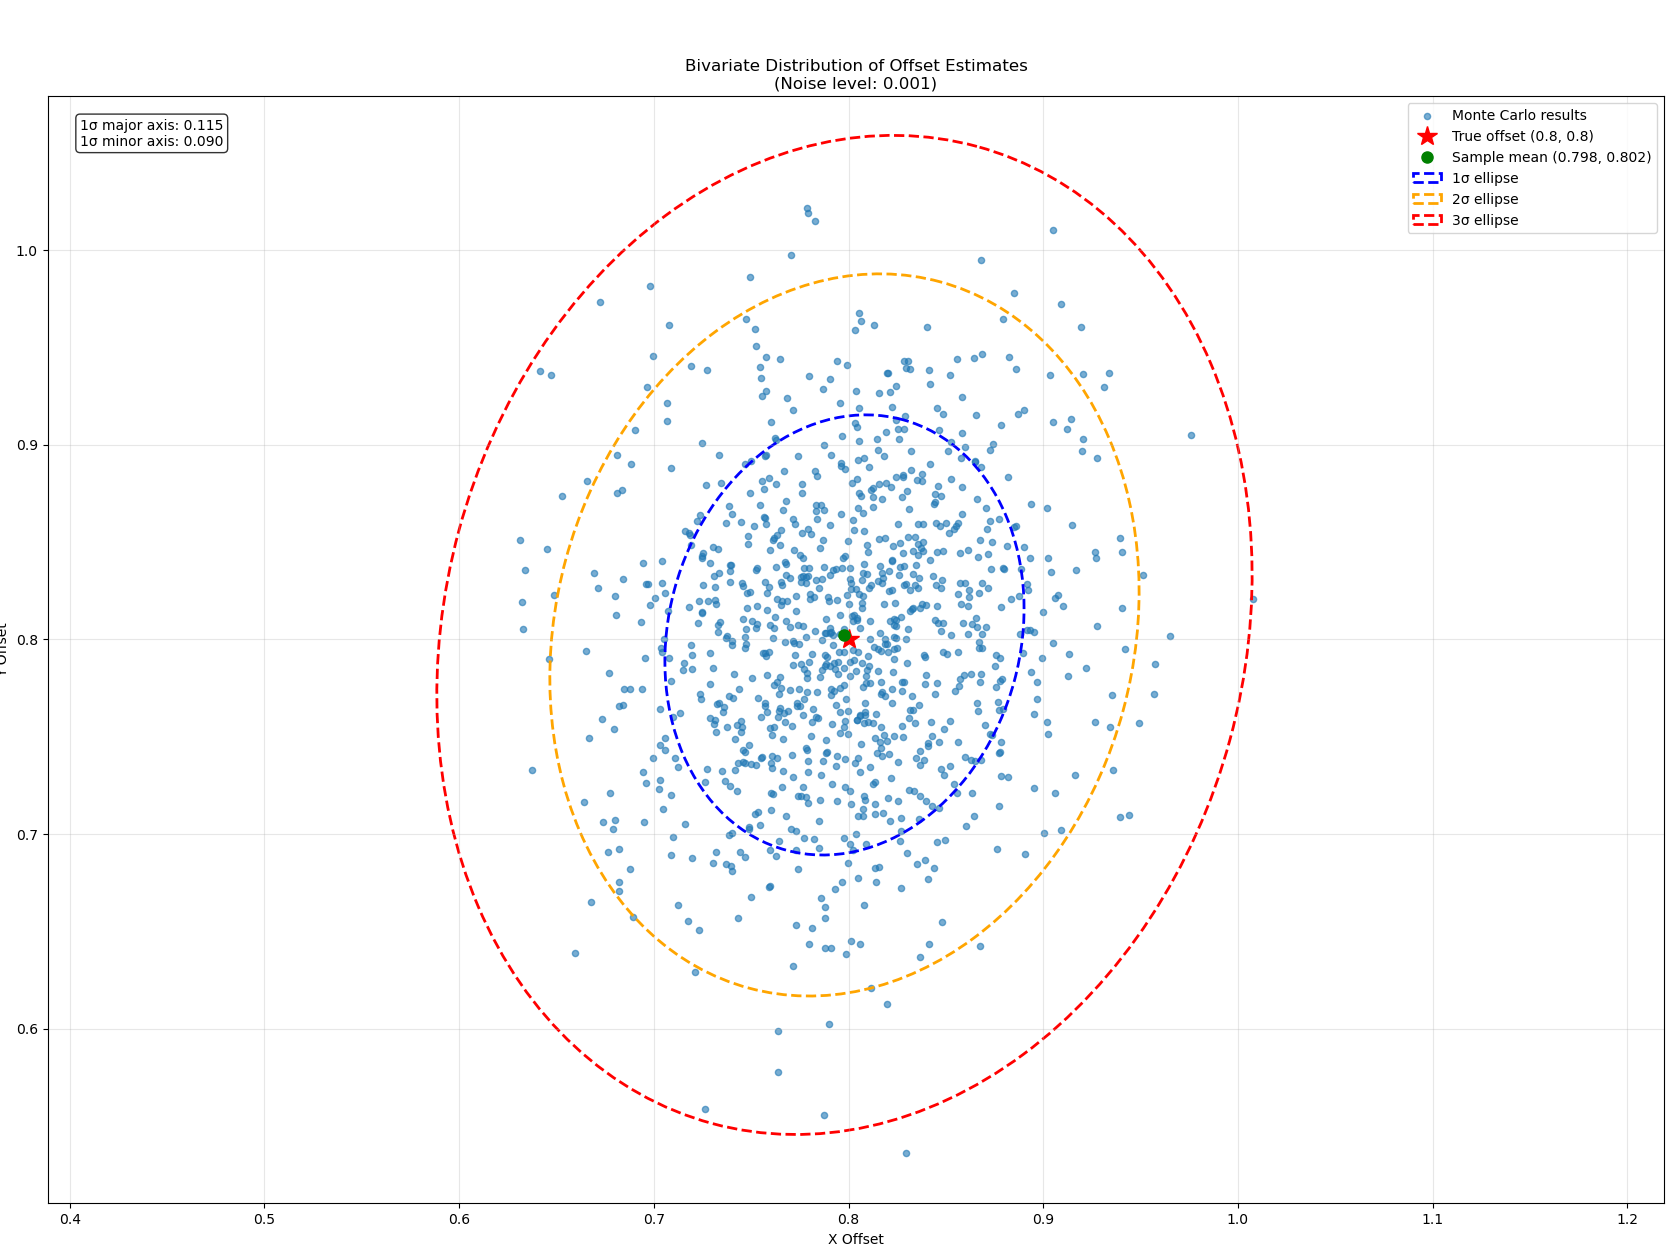 Bivariate Distribution of Offset Estimates
(Noise level: 0.001)
1σ major axis: 0.115
1σ minor axis: 0.090
Monte Carlo results
True offset (0.8, 0.8)
Sample mean (0.798, 0.802)
1σ ellipse
2σ ellipse
3σ ellipse
1.0
0.9
0.8
0.7
0.6
Y Offset
0.4
0.5
0.6
0.7
0.8
0.9
1.0
1.1
1.2
X Offset